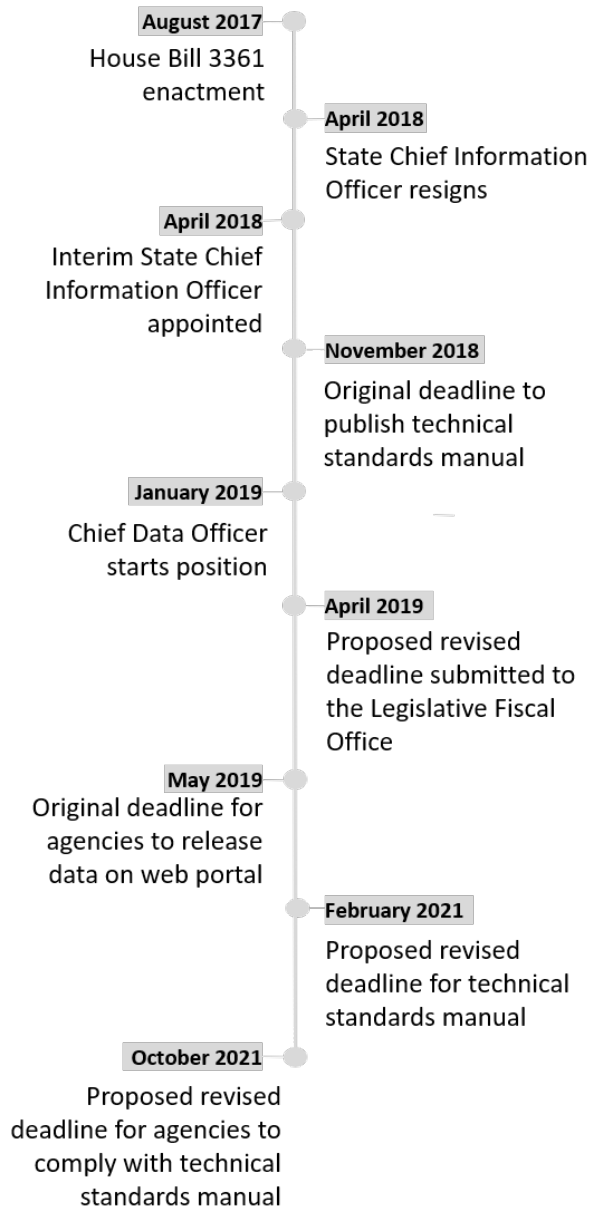 August 2017
House Bill 3361
enactment
April 2018
State Chief Information
Officer resigns
April 2018
Interim State Chief
Information Officer
appointed
November 2018
Original deadline to
publish technical
standards manual
January 2019
Chief Data Officer
starts position
April 2019
Proposed revised
deadline submitted to
the Legislative Fiscal
Office
May 2019
Original deadline for
agencies to release
data on web portal
February 2021
Proposed revised
deadline for technical
standards manual
October 2021
Proposed revised
deadline for agencies to
comply with technical
standards manual